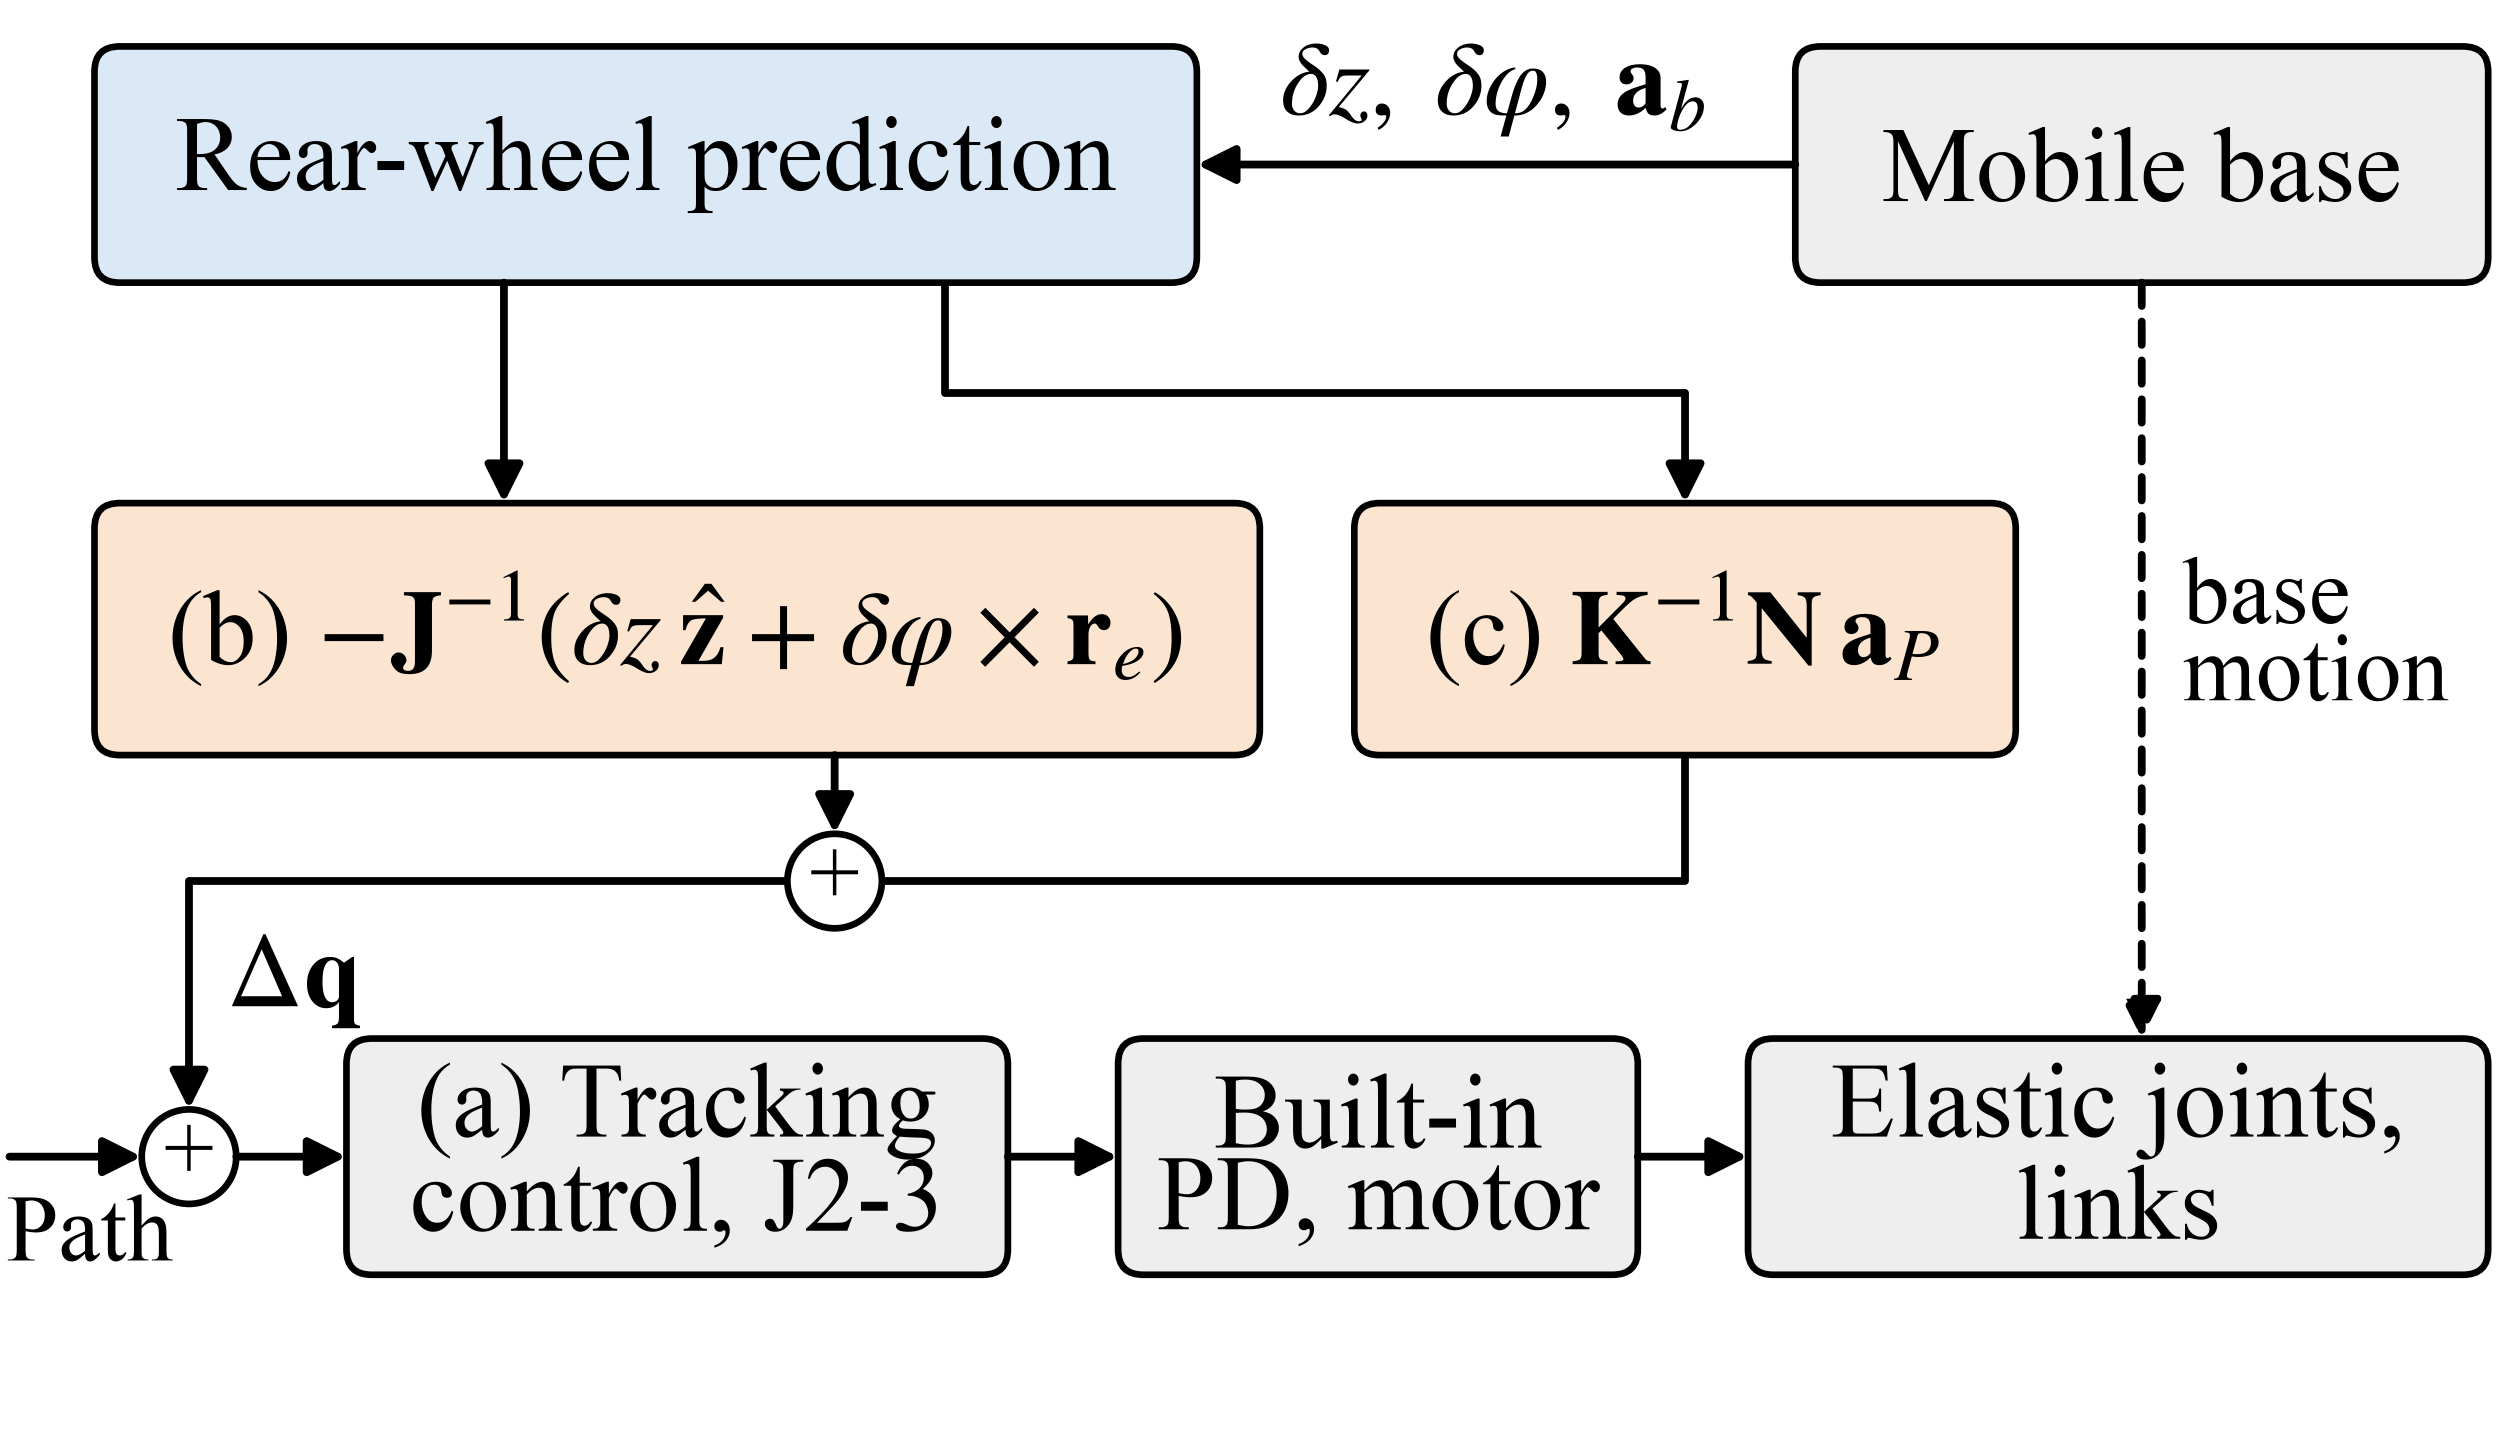 Rear-wheel prediction
δz, δφ, a_b
Mobile base
(b) −J⁻¹(δz ẑ + δφ × r_e)
(c) K⁻¹N a_P
base
motion
+
Δq
+
Path
(a) Tracking
control, J2-3
Built-in
PD, motor
Elastic joints,
links